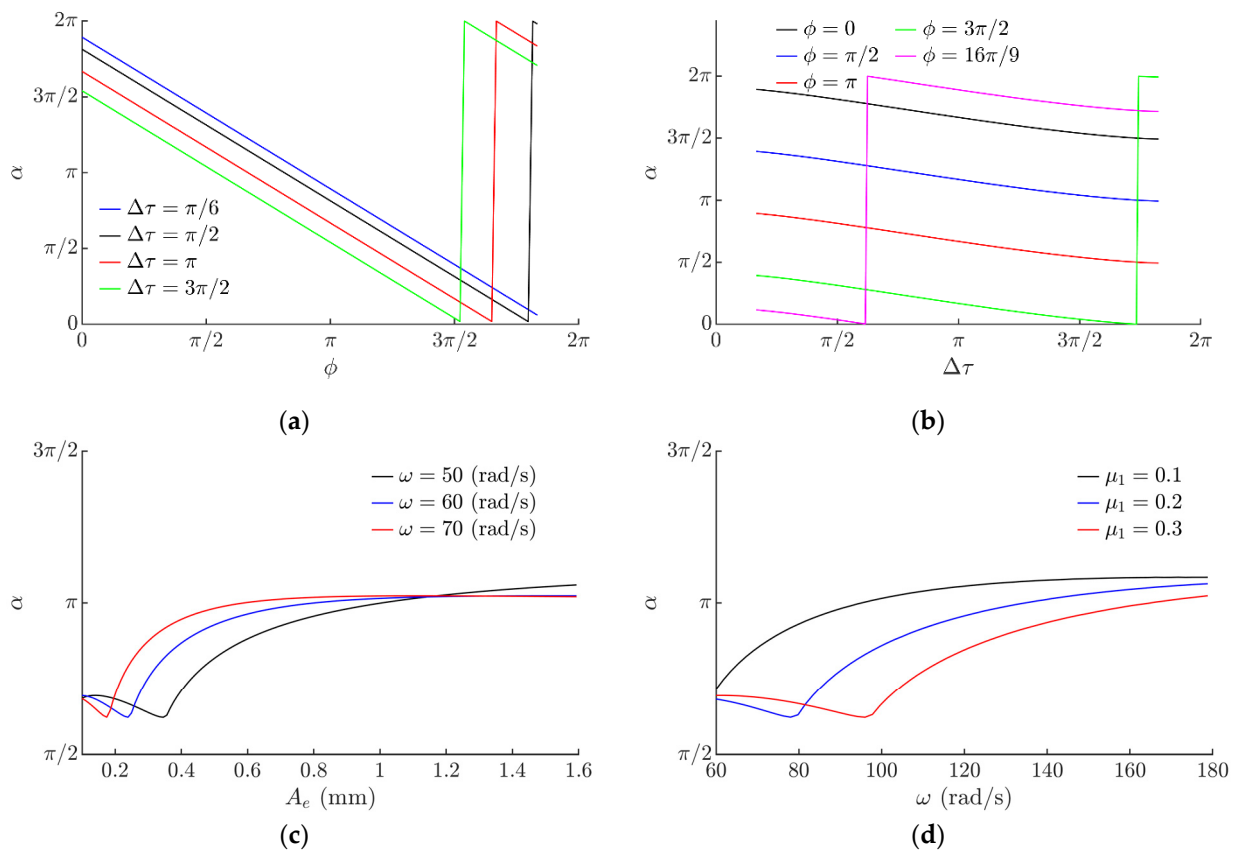 2π
3π/2
π
π/2
0
α
Δτ = π/6
Δτ = π/2
Δτ = π
Δτ = 3π/2
0 π/2 π 3π/2 2π
ϕ
(a)
ϕ = 0
ϕ = π/2
ϕ = π
ϕ = 3π/2
ϕ = 16π/9
2π
3π/2
π
π/2
0
α
0 π/2 π 3π/2 2π
Δτ
(b)
3π/2
π
π/2
α
ω = 50 (rad/s)
ω = 60 (rad/s)
ω = 70 (rad/s)
0.2 0.4 0.6 0.8 1 1.2 1.4 1.6
A_e (mm)
(c)
3π/2
π
π/2
α
μ₁ = 0.1
μ₁ = 0.2
μ₁ = 0.3
60 80 100 120 140 160 180
ω (rad/s)
(d)